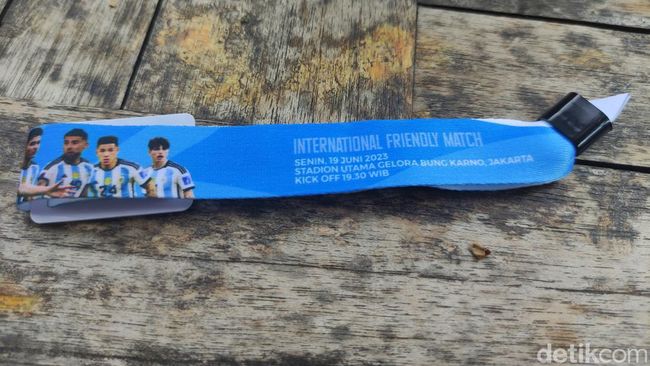 INTERNATIONAL FRIENDLY MATCH
SENIN, 19 JUNI 2023
STADION UTAMA GELORA BUNG KARNO, JAKARTA
KICK OFF 19.30 WIB
24
detikcom